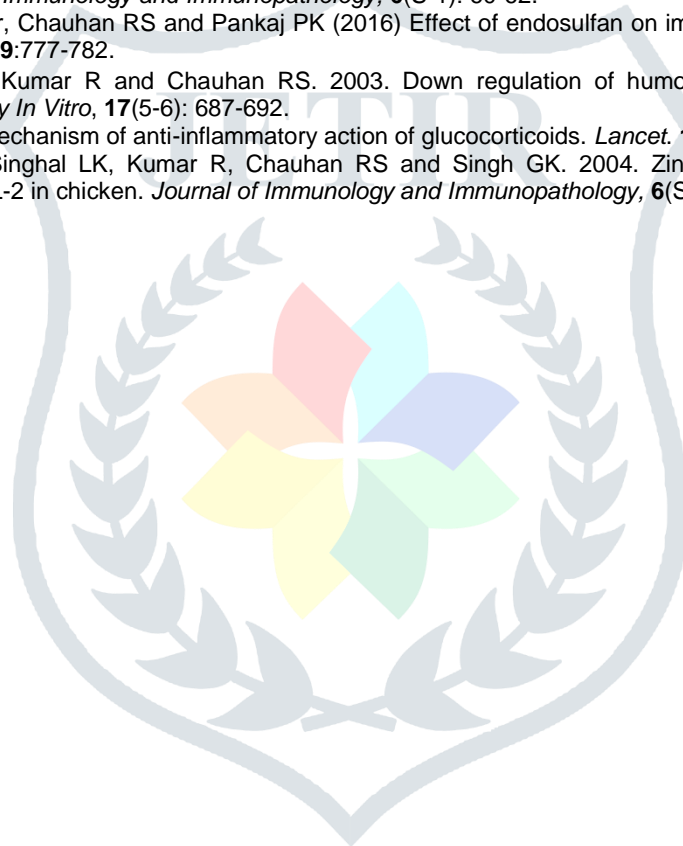 Immunology and Immunopathology, 6(S-1): 80-82.
r, Chauhan RS and Pankaj PK (2016) Effect of endosulfan on im
9:777-782.
Kumar R and Chauhan RS. 2003. Down regulation of humo
y In Vitro, 17(5-6): 687-692.
echanism of anti-inflammatory action of glucocorticoids. Lancet.
Singhal LK, Kumar R, Chauhan RS and Singh GK. 2004. Zin
-2 in chicken. Journal of Immunology and Immunopathology, 6(S
JETIR